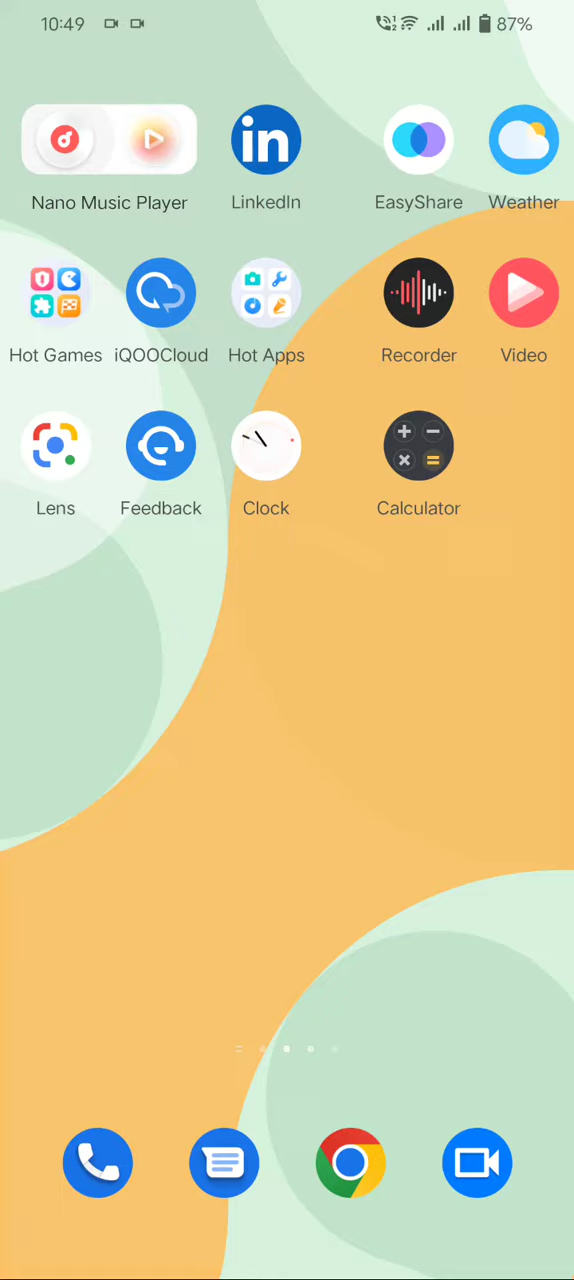 10:49 87%
Nano Music Player LinkedIn EasyShare Weather
Hot Games iQOOCloud Hot Apps Recorder Video
Lens Feedback Clock Calculator